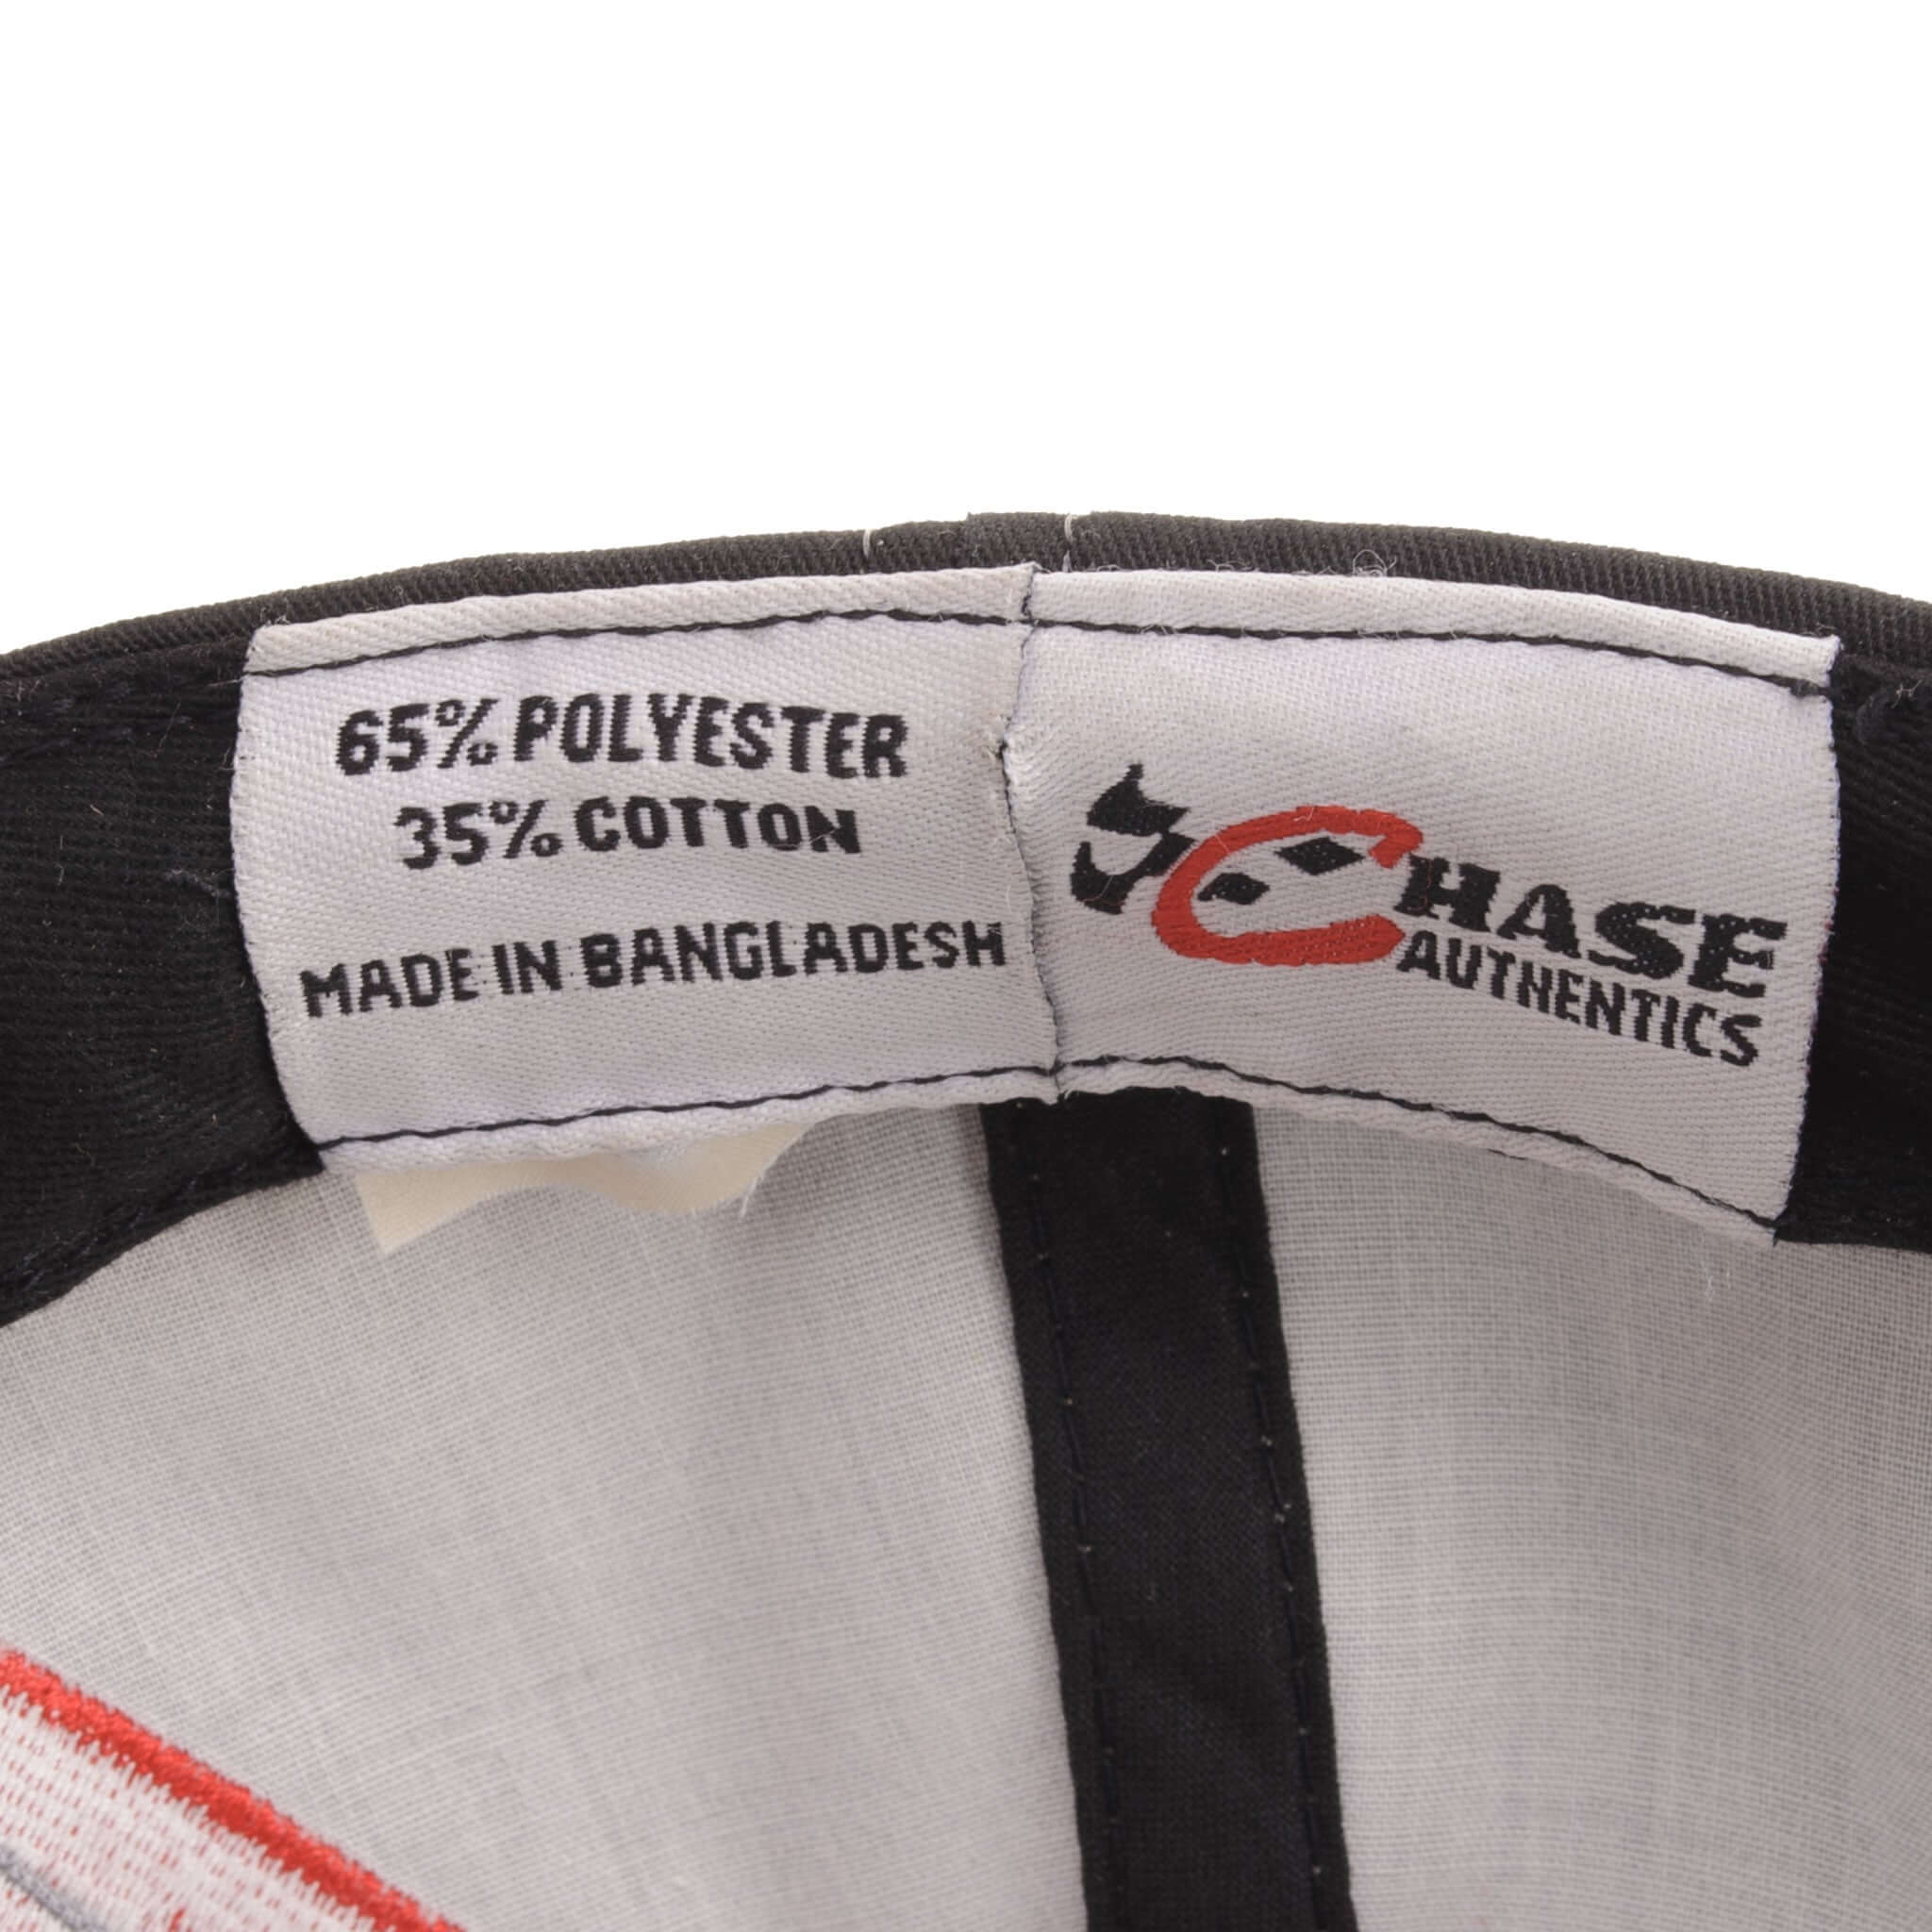 65% POLYESTER
35% COTTON
MADE IN BANGLADESH
CHASE
AUTHENTICS